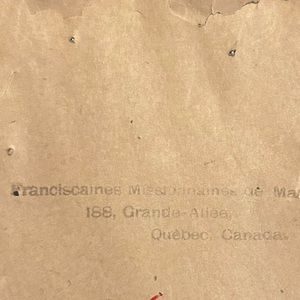 Franciscaines Missionnaires de Ma
188, Grande-Allée,
Québec, Canada.